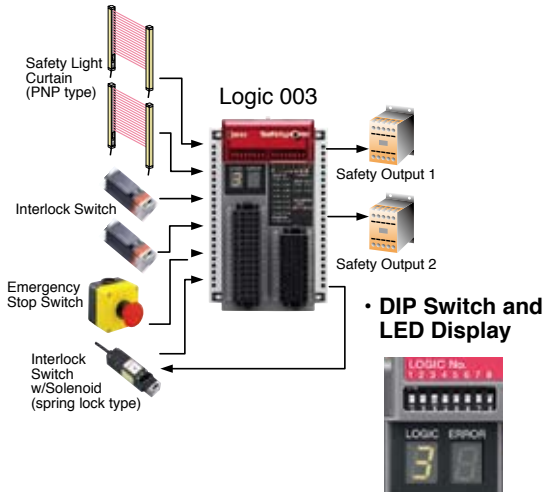 Safety Light
Curtain
(PNP type)
Logic 003
Safety Output 1
Interlock Switch
Safety Output 2
Emergency
Stop Switch
Interlock
Switch
w/Solenoid
(spring lock type)
· DIP Switch and
LED Display
LOGIC No.
1 2 3 4 5 6 7 8
LOGIC ERROR
3 8